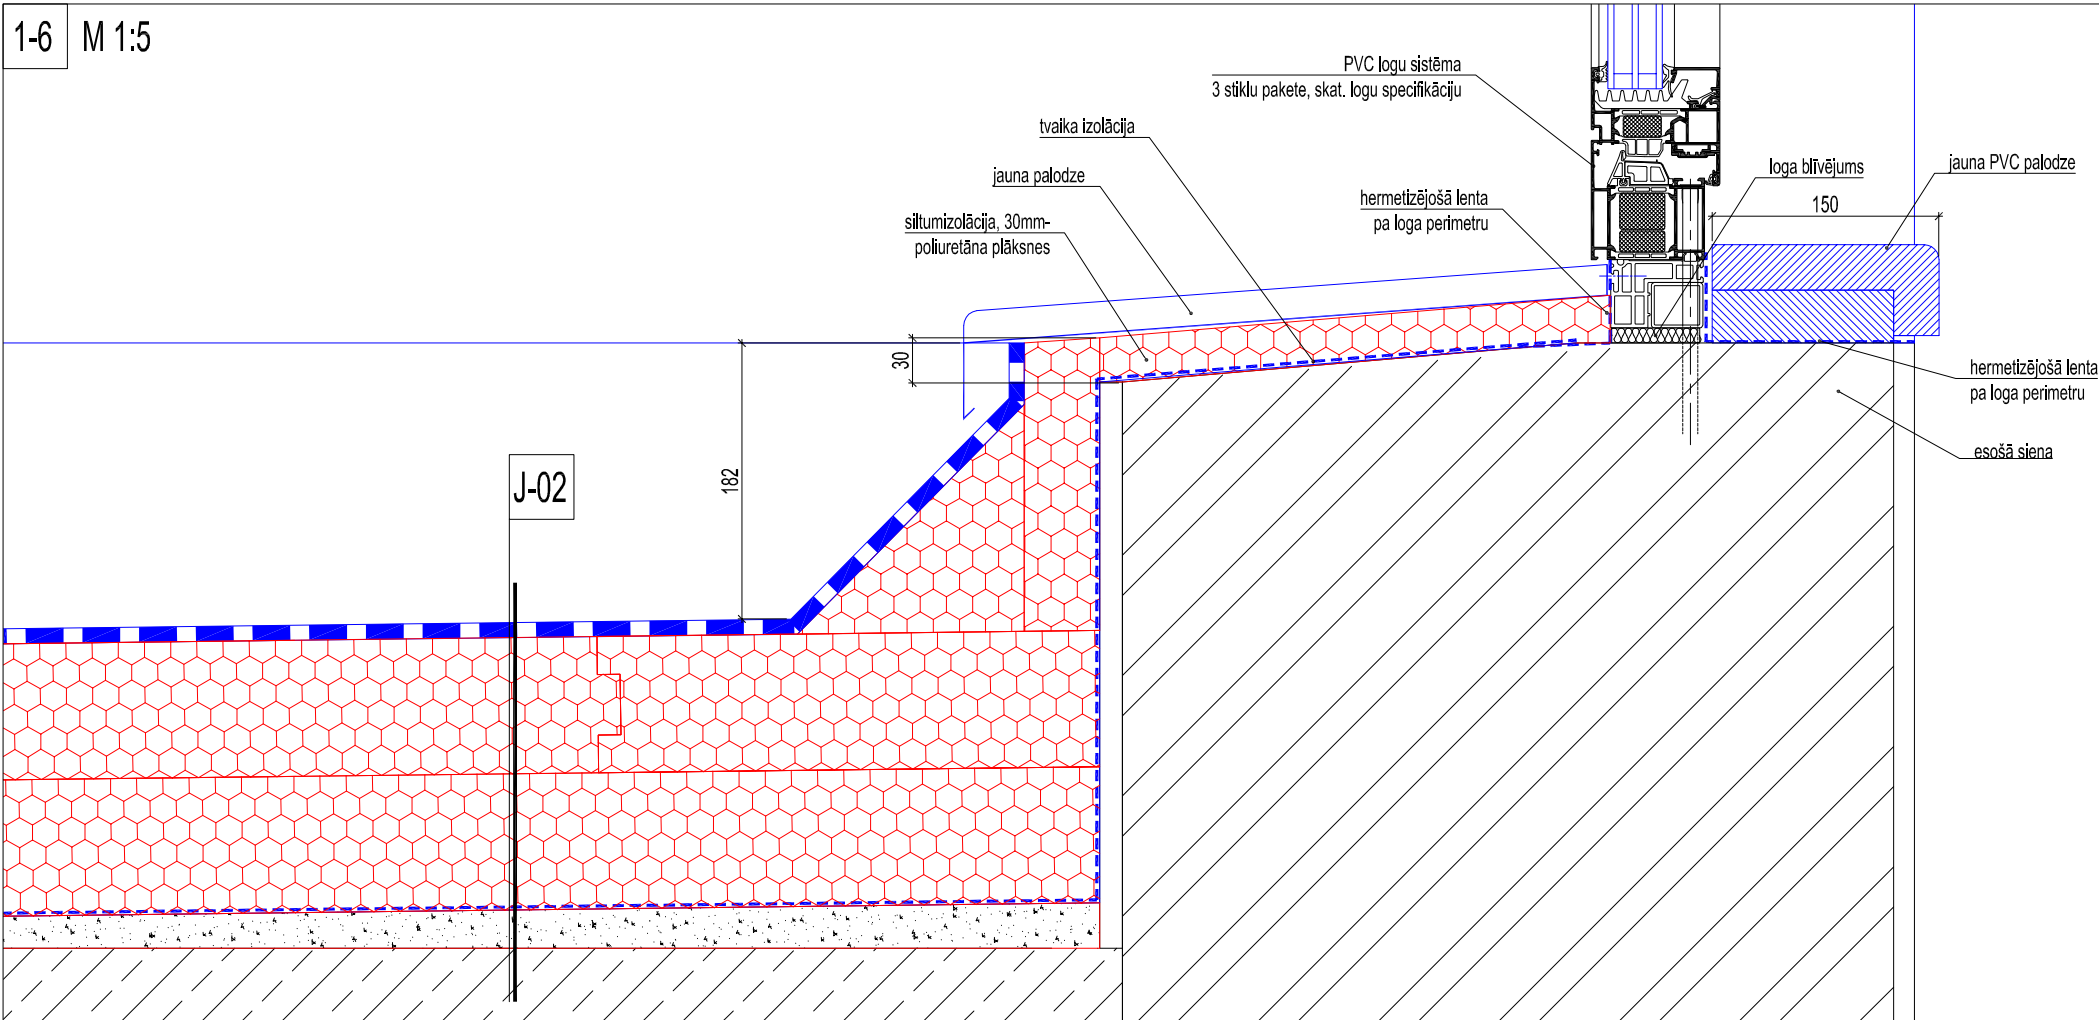 1-6 M 1:5
PVC logu sistēma
3 stiklu pakete, skat. logu specifikāciju
tvaika izolācija
jauna palodze
siltumizolācija, 30mm-
poliuretāna plāksnes
hermetizējošā lenta
pa loga perimetru
loga blīvējums
jauna PVC palodze
150
30
182
J-02
hermetizējošā lenta
pa loga perimetru
esošā siena